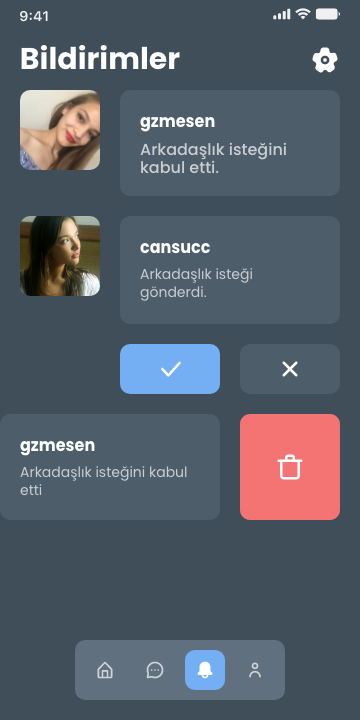 9:41
Bildirimler
gzmesen
Arkadaşlık isteğini
kabul etti.
cansucc
Arkadaşlık isteği
gönderdi.
gzmesen
Arkadaşlık isteğini kabul
etti